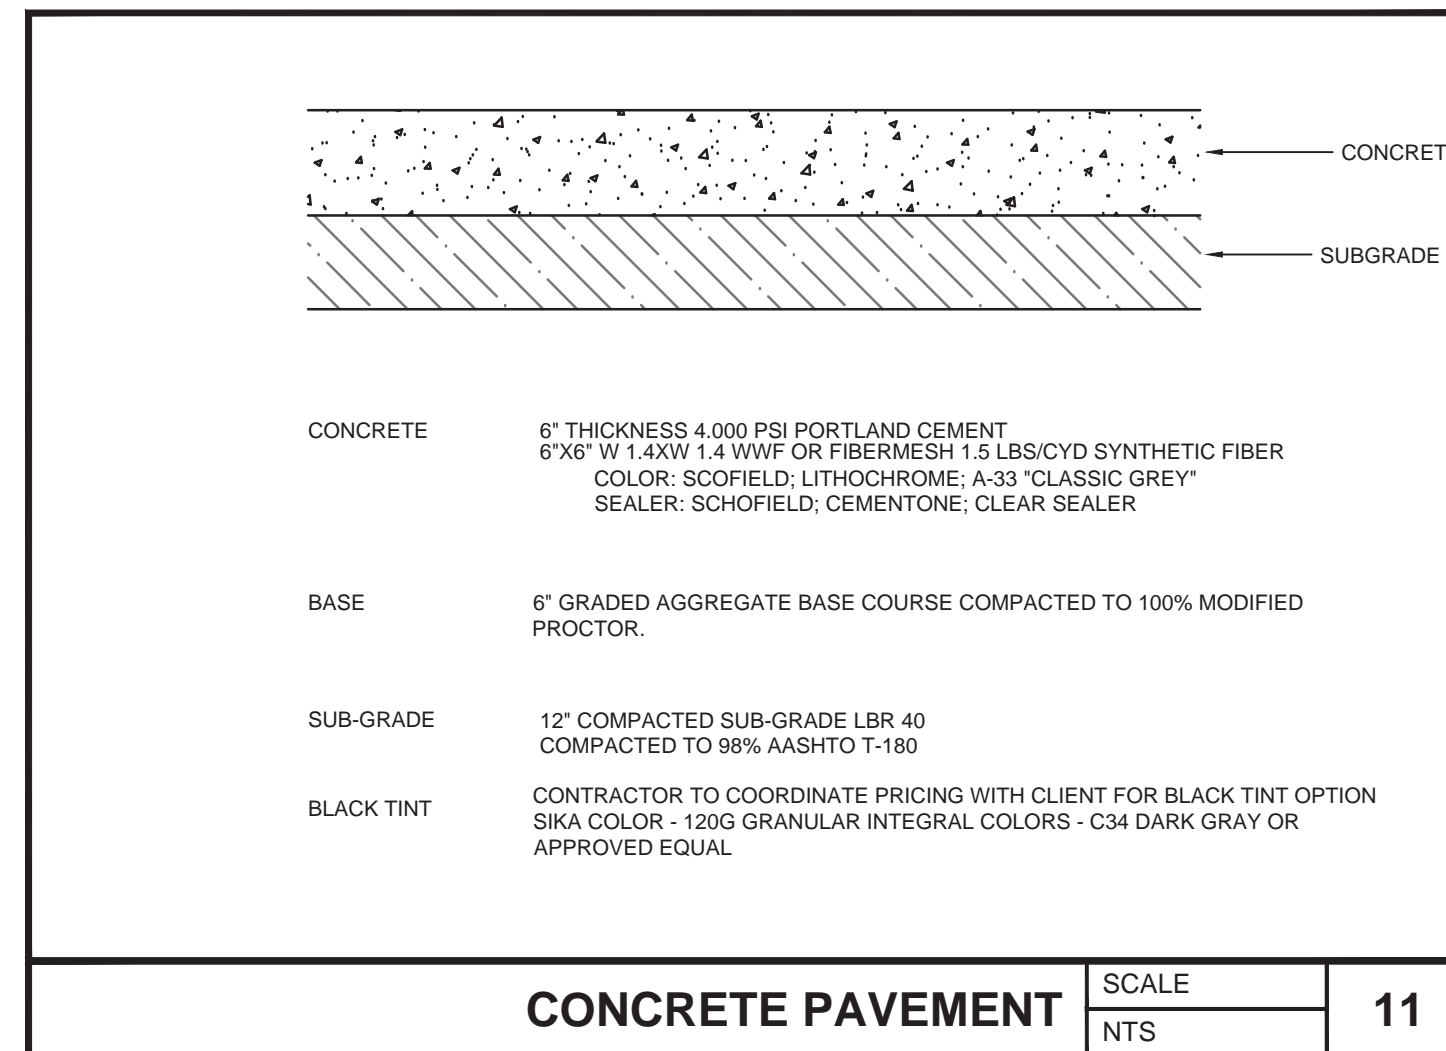 CONCRET
SUBGRADE
CONCRETE 6" THICKNESS 4.000 PSI PORTLAND CEMENT
6"X6" W 1.4XW 1.4 WWF OR FIBERMESH 1.5 LBS/CYD SYNTHETIC FIBER
COLOR: SCOFIELD; LITHOCHROME; A-33 "CLASSIC GREY"
SEALER: SCHOFIELD; CEMENTONE; CLEAR SEALER
BASE 6" GRADED AGGREGATE BASE COURSE COMPACTED TO 100% MODIFIED
PROCTOR.
SUB-GRADE 12" COMPACTED SUB-GRADE LBR 40
COMPACTED TO 98% AASHTO T-180
BLACK TINT CONTRACTOR TO COORDINATE PRICING WITH CLIENT FOR BLACK TINT OPTION
SIKA COLOR - 120G GRANULAR INTEGRAL COLORS - C34 DARK GRAY OR
APPROVED EQUAL
CONCRETE PAVEMENT
SCALE
NTS
11